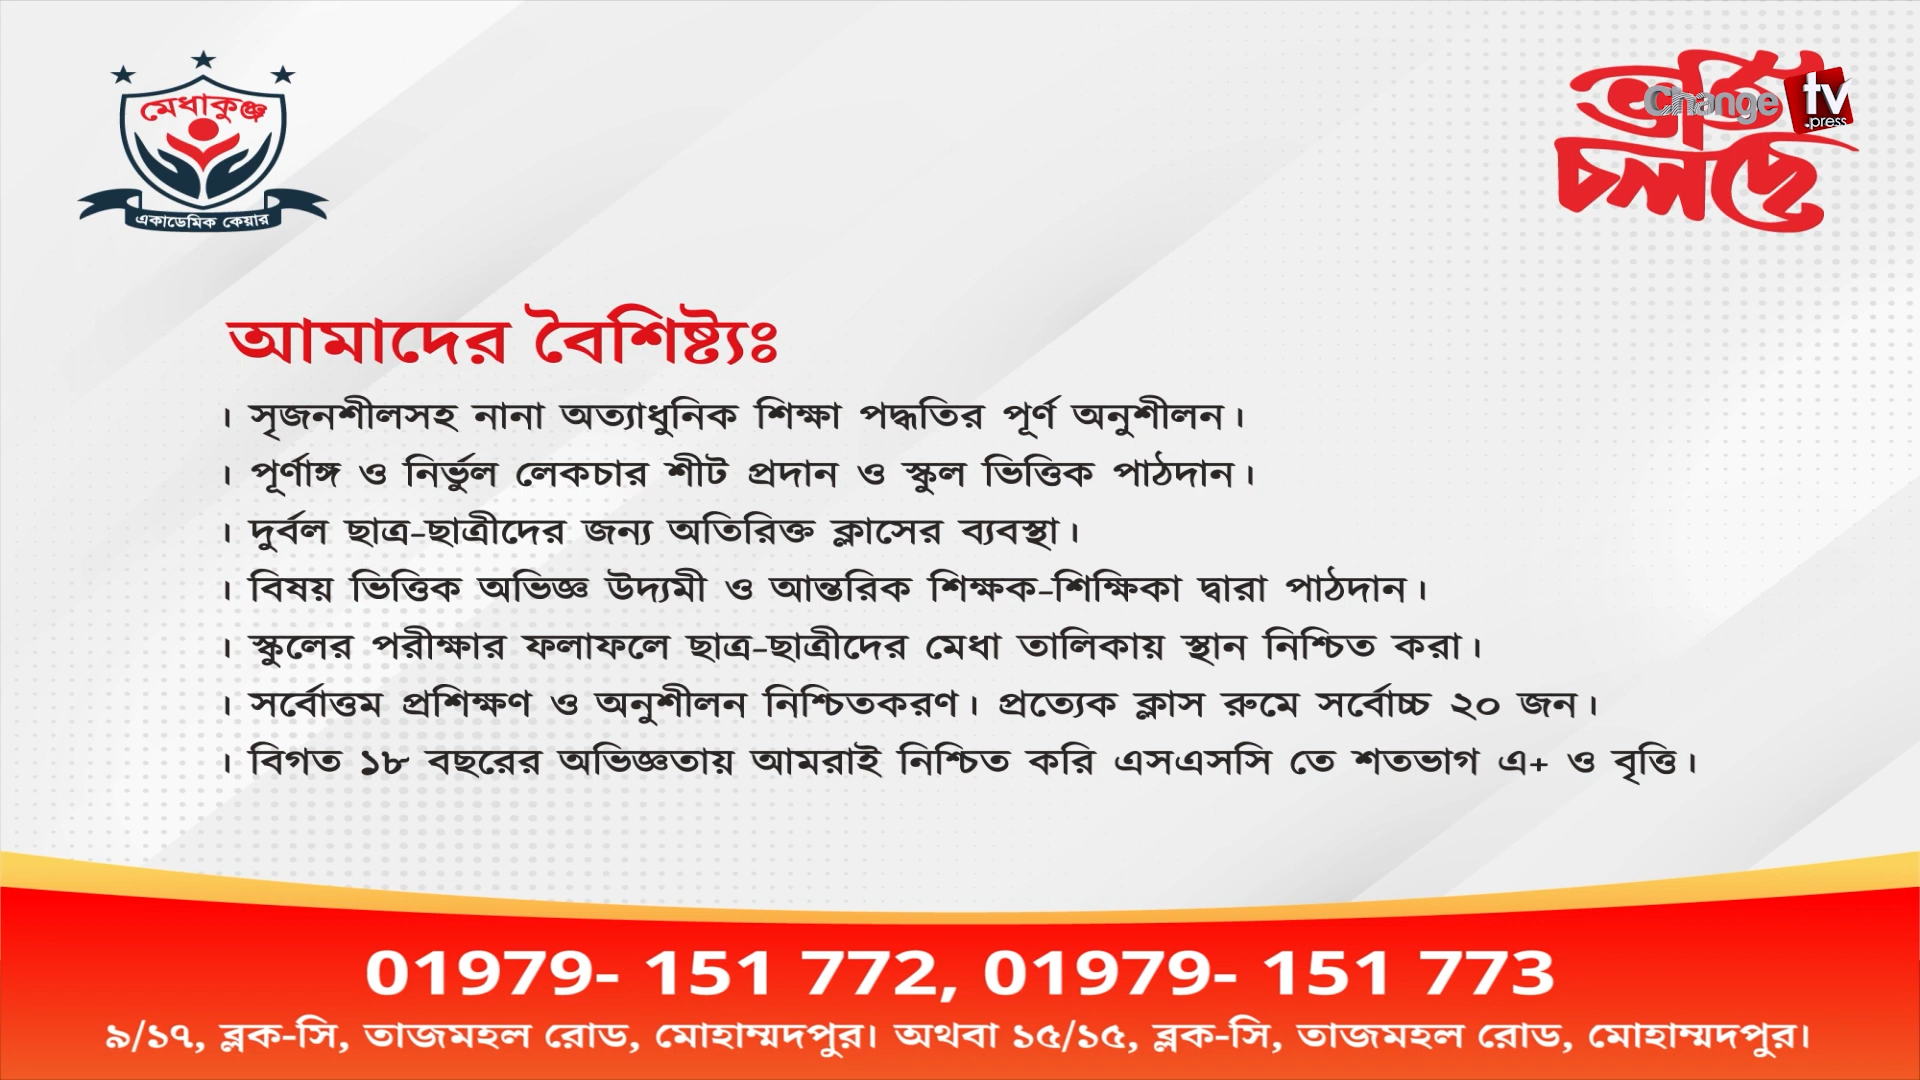 মেধাকুঞ্জ
একাডেমিক কেয়ার
ভর্তি
চলছে
Change tv
.press
আমাদের বৈশিষ্ট্যঃ
। সৃজনশীলসহ নানা অত্যাধুনিক শিক্ষা পদ্ধতির পূর্ণ অনুশীলন।
। পূর্ণাঙ্গ ও নির্ভুল লেকচার শীট প্রদান ও স্কুল ভিত্তিক পাঠদান।
। দুর্বল ছাত্র-ছাত্রীদের জন্য অতিরিক্ত ক্লাসের ব্যবস্থা।
। বিষয় ভিত্তিক অভিজ্ঞ উদ্যমী ও আন্তরিক শিক্ষক-শিক্ষিকা দ্বারা পাঠদান।
। স্কুলের পরীক্ষার ফলাফলে ছাত্র-ছাত্রীদের মেধা তালিকায় স্থান নিশ্চিত করা।
। সর্বোত্তম প্রশিক্ষণ ও অনুশীলন নিশ্চিতকরণ। প্রত্যেক ক্লাস রুমে সর্বোচ্চ ২০ জন।
। বিগত ১৮ বছরের অভিজ্ঞতায় আমরাই নিশ্চিত করি এসএসসি তে শতভাগ এ+ ও বৃত্তি।
01979- 151 772, 01979- 151 773
৯/১৭, ব্লক-সি, তাজমহল রোড, মোহাম্মদপুর। অথবা ১৫/১৫, ব্লক-সি, তাজমহল রোড, মোহাম্মদপুর।